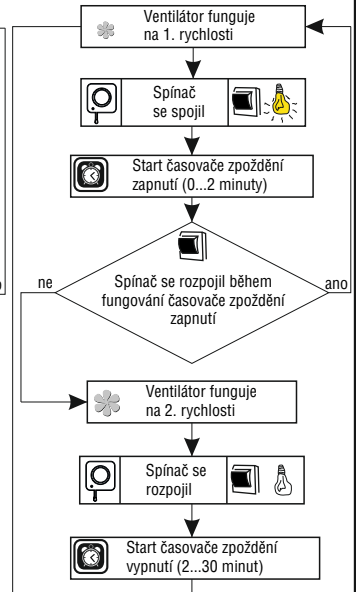 Ventilátor funguje
na 1. rychlosti
Spínač
se spojil
Start časovače zpoždění
zapnutí (0...2 minuty)
ne
ano
Spínač se rozpojil během
fungování časovače zpoždění
zapnutí
Ventilátor funguje
na 2. rychlosti
Spínač se
rozpojil
Start časovače zpoždění
vypnutí (2...30 minut)